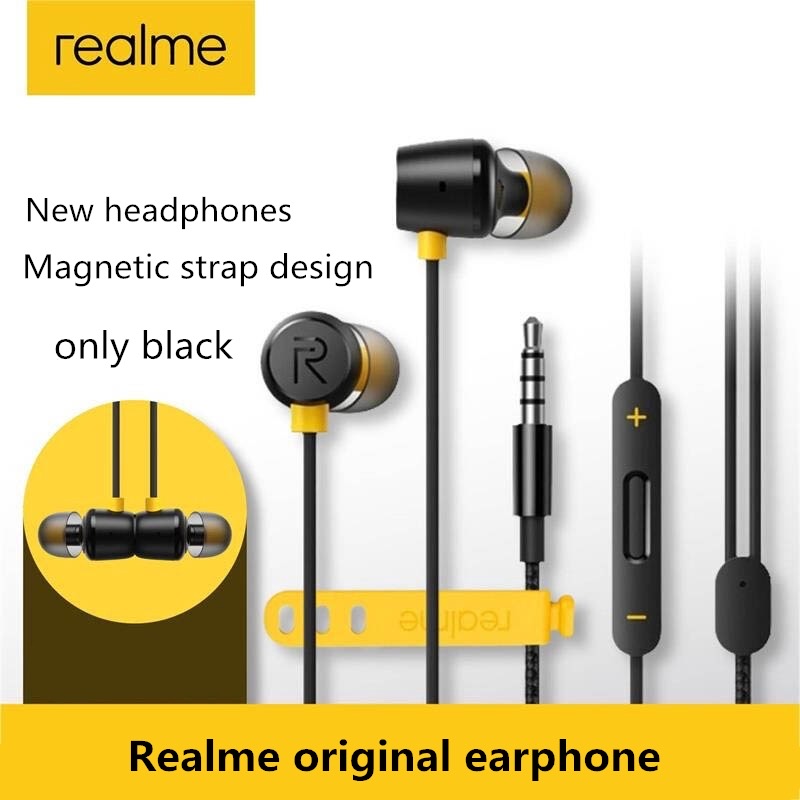 realme
New headphones
Magnetic strap design
only black
R
+
realme
−
Realme original earphone